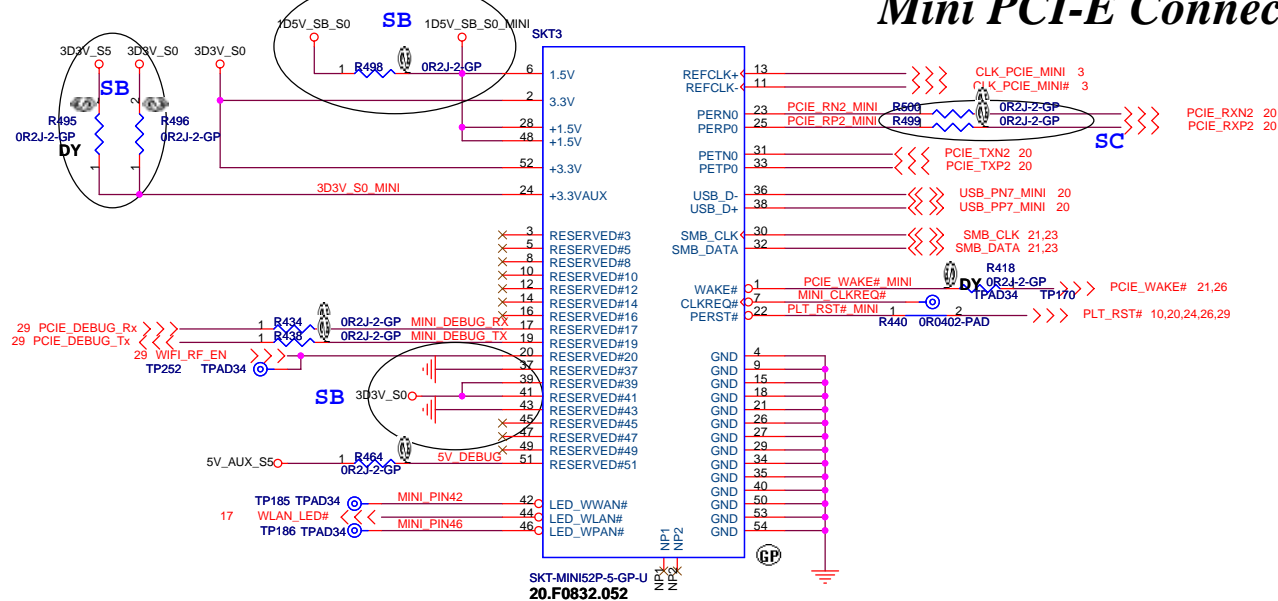 Mini PCI-E Connec
1D5V_SB_S0 SB 1D5V_SB_S0_MINI
SKT3
3D3V_S5 3D3V_S0 3D3V_S0
1 R498 0R2J-2-GP
SB
R495 0R2J-2-GP DY 1
2 R496 0R2J-2-GP 1
3D3V_S0_MINI
6 1.5V
2 3.3V
28 +1.5V
48 +1.5V
52 +3.3V
24 +3.3VAUX
3 RESERVED#3
5 RESERVED#5
8 RESERVED#8
10 RESERVED#10
12 RESERVED#12
14 RESERVED#14
16 RESERVED#16
29 PCIE_DEBUG_Rx 1 R434 0R2J-2-GP MINI_DEBUG_RX 17 RESERVED#17
29 PCIE_DEBUG_Tx 1 R438 0R2J-2-GP MINI_DEBUG_TX 19 RESERVED#19
29 WIFI_RF_EN 20 RESERVED#20
TP252 TPAD34 37 RESERVED#37
39 RESERVED#39
SB 3D3V_S0 41 RESERVED#41
43 RESERVED#43
45 RESERVED#45
47 RESERVED#47
49 RESERVED#49
5V_AUX_S5 1 R464 0R2J-2-GP 5V_DEBUG 51 RESERVED#51
TP185 TPAD34 MINI_PIN42 42 LED_WWAN#
17 WLAN_LED# 44 LED_WLAN#
TP186 TPAD34 MINI_PIN46 46 LED_WPAN#
REFCLK+ 13 CLK_PCIE_MINI 3
REFCLK- 11 CLK_PCIE_MINI# 3
PERN0 23 PCIE_RN2_MINI R500 0R2J-2-GP PCIE_RXN2 20
PERP0 25 PCIE_RP2_MINI R499 0R2J-2-GP PCIE_RXP2 20
SC
PETN0 31 PCIE_TXN2 20
PETP0 33 PCIE_TXP2 20
USB_D- 36 USB_PN7_MINI 20
USB_D+ 38 USB_PP7_MINI 20
SMB_CLK 30 SMB_CLK 21,23
SMB_DATA 32 SMB_DATA 21,23
WAKE# 1 PCIE_WAKE#_MINI DY R418 0R2J-2-GP 1 PCIE_WAKE# 21,26
CLKREQ# 7 MINI_CLKREQ# TPAD34 TP170
PERST# 22 PLT_RST#_MINI 1 R440 0R0402-PAD 2 PLT_RST# 10,20,24,26,29
GND 4
GND 9
GND 15
GND 18
GND 21
GND 26
GND 27
GND 29
GND 34
GND 35
GND 40
GND 50
GND 53
GND 54
NP1 NP2
NP1 NP2
GP
SKT-MINI52P-5-GP-U
20.F0832.052